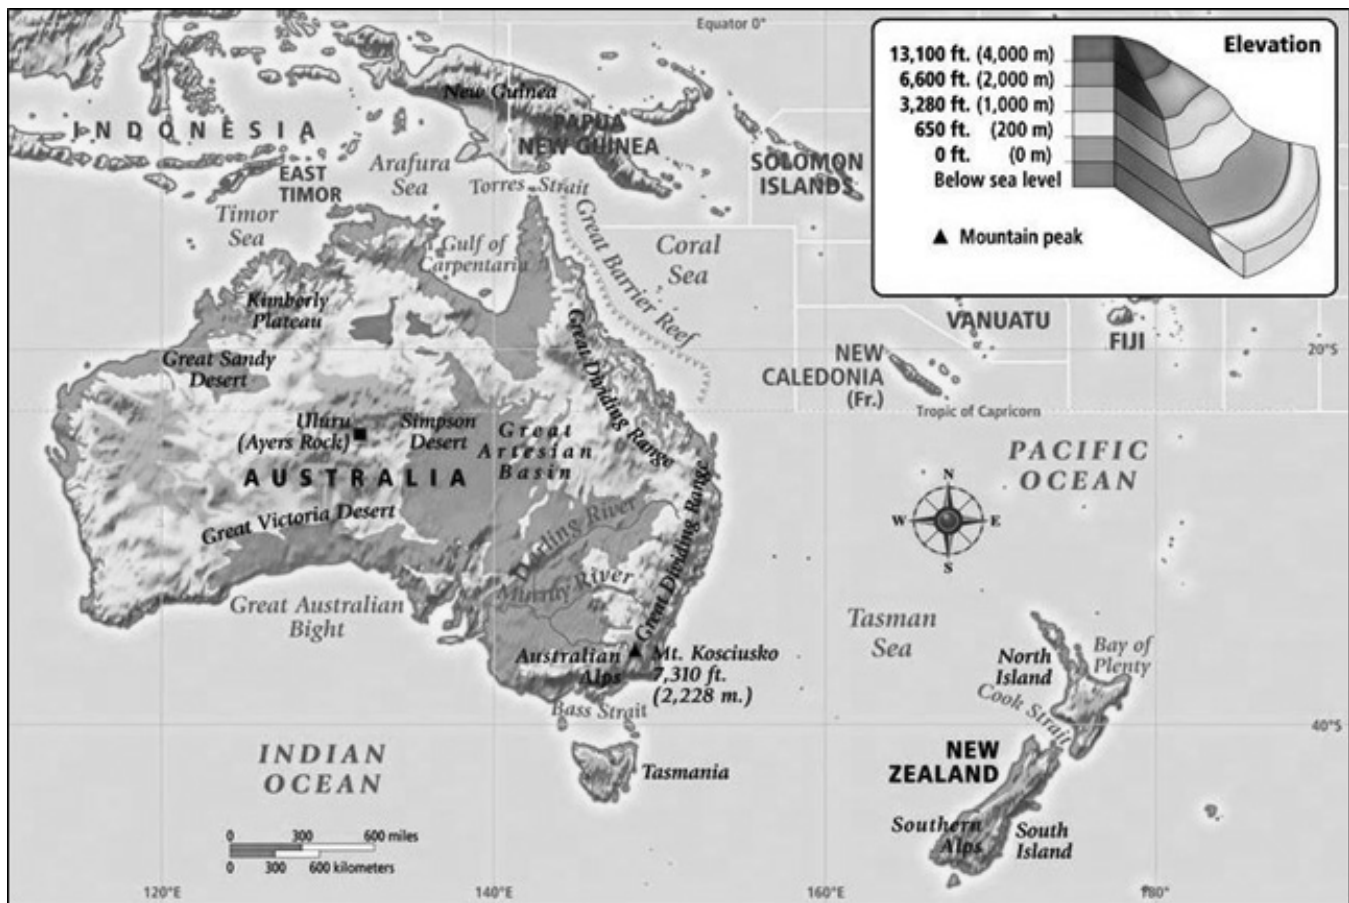 Equator 0°
Elevation
13,100 ft. (4,000 m)
6,600 ft. (2,000 m)
3,280 ft. (1,000 m)
650 ft. (200 m)
0 ft. (0 m)
Below sea level
▲ Mountain peak
INDONESIA
New Guinea
PAPUA
NEW GUINEA
SOLOMON
ISLANDS
EAST
TIMOR
Arafura
Sea
Torres Strait
Timor
Sea
Gulf of
Carpentaria
Great Barrier Reef
Coral
Sea
Kimberly
Plateau
Great Sandy
Desert
Great Dividing Range
VANUATU
FIJI
NEW
CALEDONIA
(Fr.)
20°S
Tropic of Capricorn
Uluru
(Ayers Rock)
Simpson
Desert
Great
Artesian
Basin
AUSTRALIA
PACIFIC
OCEAN
N
W E
S
Great Victoria Desert
Darling River
Great Dividing Range
Murray River
Great Australian
Bight
Tasman
Sea
Australian
Alps
Mt. Kosciusko
7,310 ft.
(2,228 m.)
North
Island
Bay of
Plenty
Cook Strait
Bass Strait
40°S
INDIAN
OCEAN
Tasmania
NEW
ZEALAND
Southern
Alps
South
Island
0 300 600 miles
0 300 600 kilometers
120°E 140°E 160°E 180°